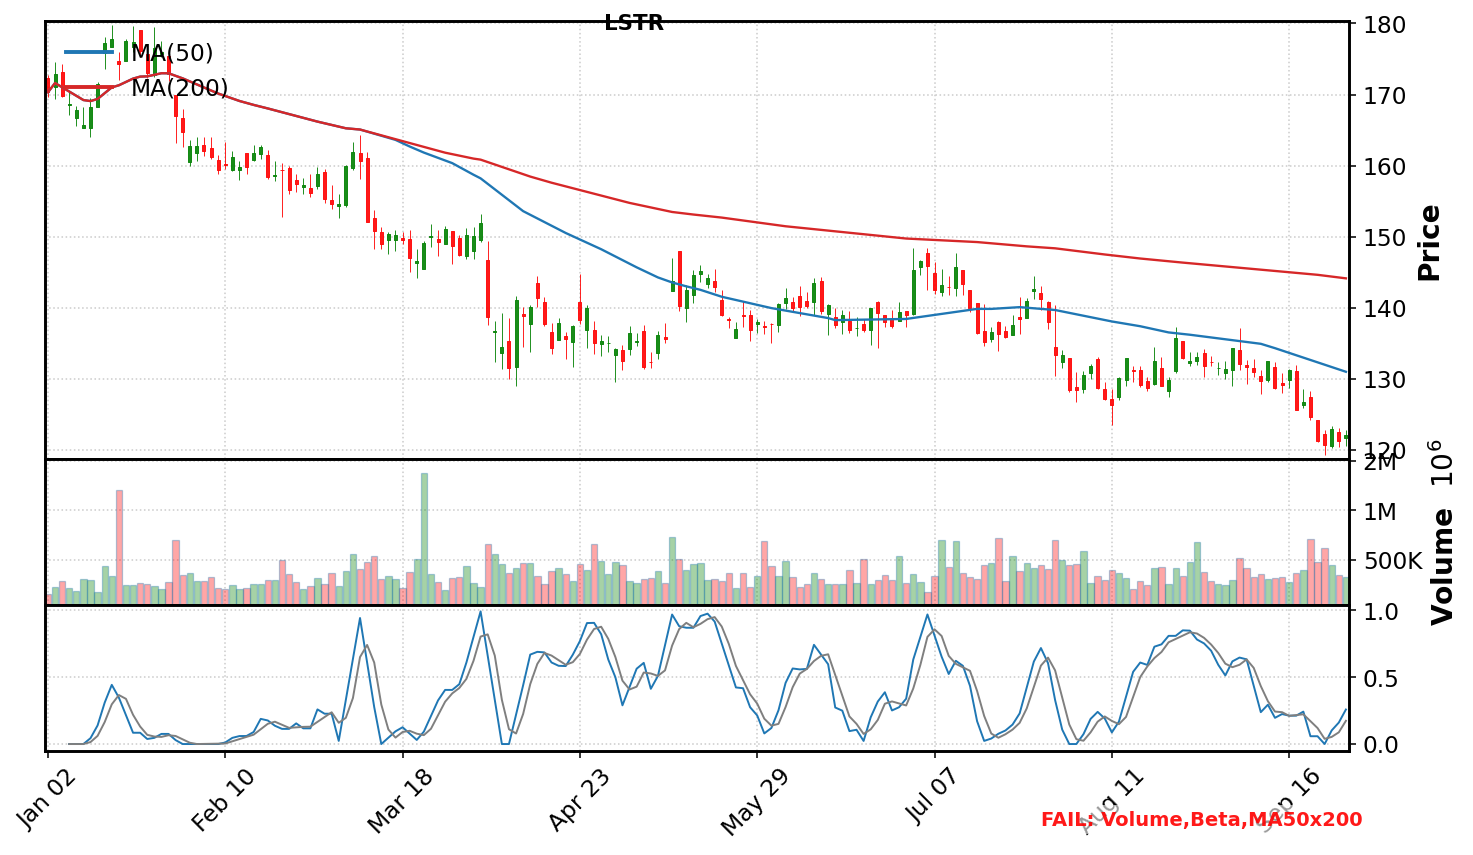 LSTR
MA(50)
MA(200)
180
170
160
150
140
130
120
Price
2M
1M
500K
Volume 10⁶
1.0
0.5
0.0
Jan 02
Feb 10
Mar 18
Apr 23
May 29
Jul 07
Aug 11
Sep 16
FAIL: Volume,Beta,MA50x200